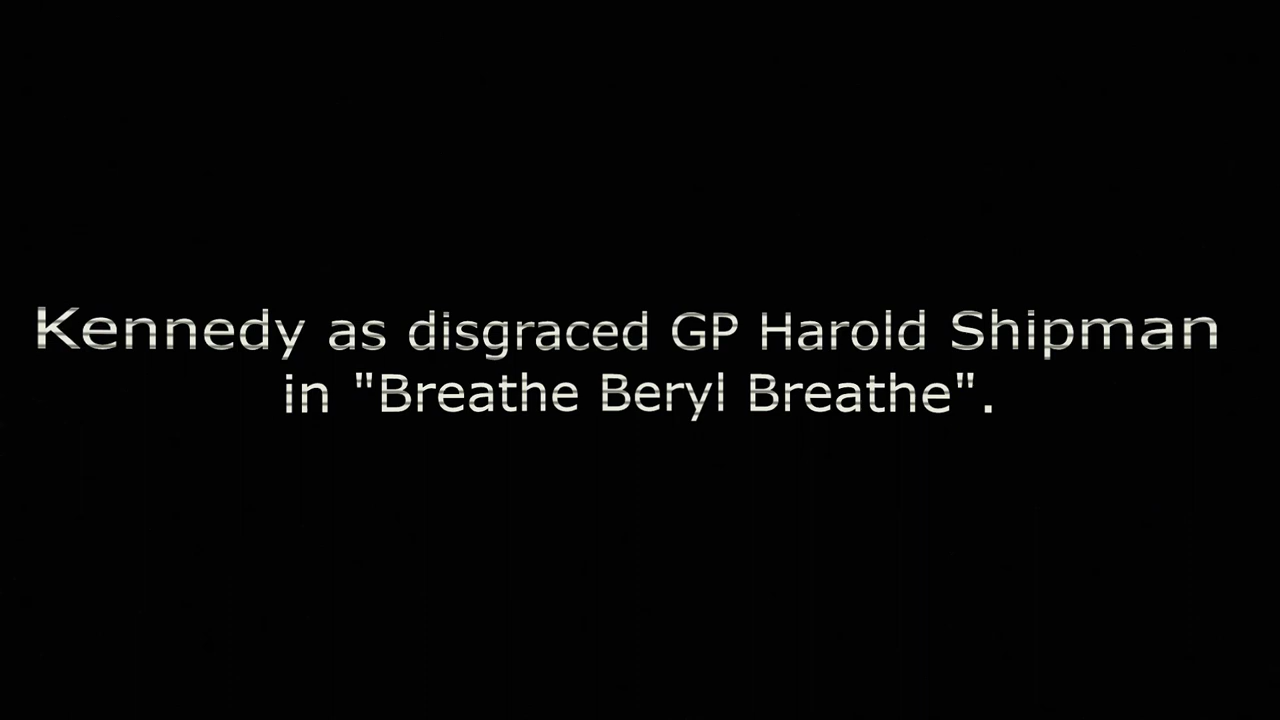 Kennedy as disgraced GP Harold Shipman
in "Breathe Beryl Breathe".